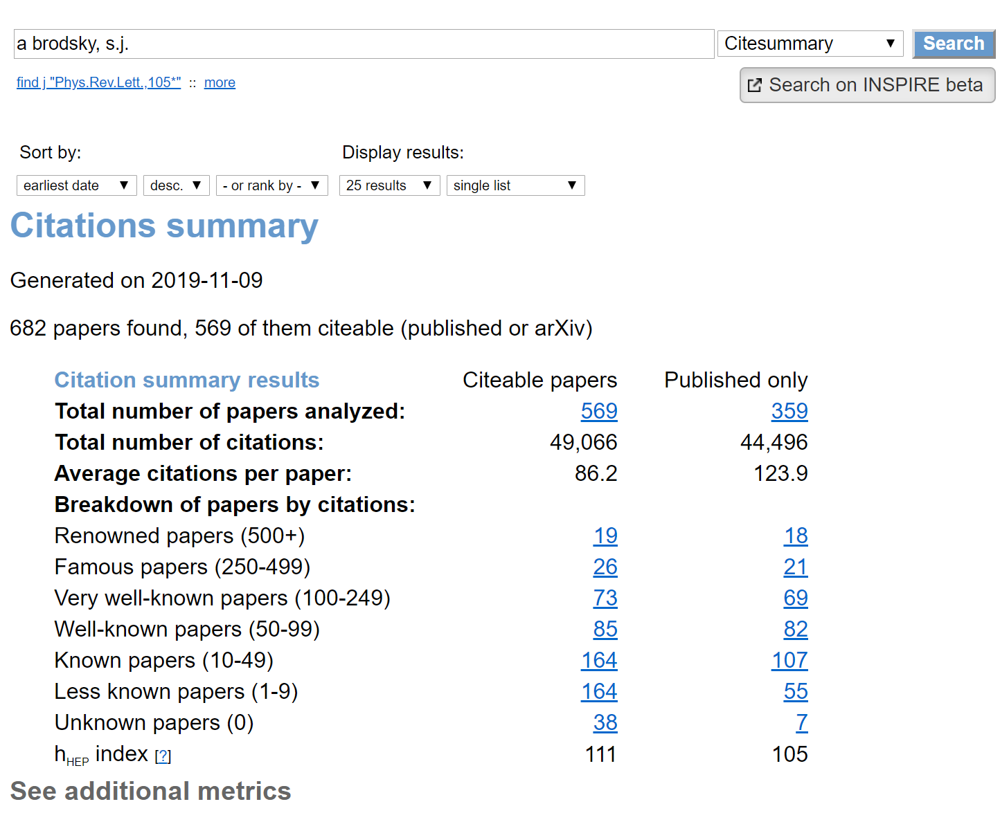 a brodsky, s.j. Citesummary ▼ Search
find j "Phys.Rev.Lett.,105*" :: more Search on INSPIRE beta
Sort by: Display results:
earliest date ▼ desc. ▼ - or rank by - ▼ 25 results ▼ single list ▼
Citations summary
Generated on 2019-11-09
682 papers found, 569 of them citeable (published or arXiv)
Citation summary results Citeable papers Published only
Total number of papers analyzed: 569 359
Total number of citations: 49,066 44,496
Average citations per paper: 86.2 123.9
Breakdown of papers by citations:
Renowned papers (500+) 19 18
Famous papers (250-499) 26 21
Very well-known papers (100-249) 73 69
Well-known papers (50-99) 85 82
Known papers (10-49) 164 107
Less known papers (1-9) 164 55
Unknown papers (0) 38 7
hHEP index [?] 111 105
See additional metrics